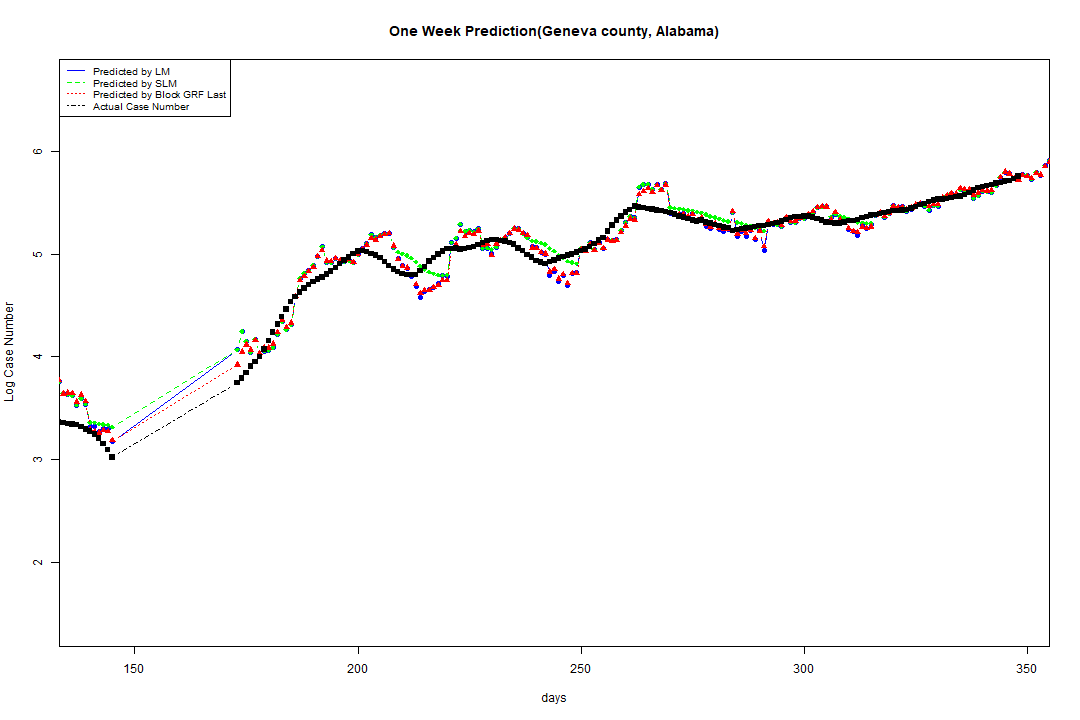 One Week Prediction(Geneva county, Alabama)
Predicted by LM
Predicted by SLM
Predicted by Block GRF Last
Actual Case Number
6
5
4
3
2
Log Case Number
150
200
250
300
350
days